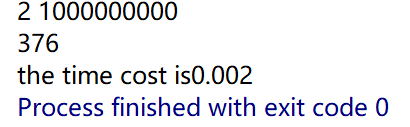 2 1000000000
376
the time cost is0.002
Process finished with exit code 0